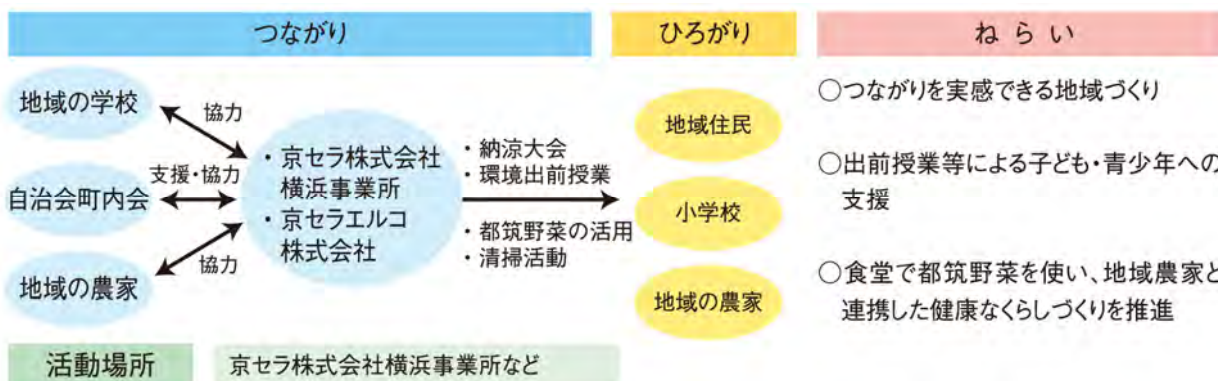 つながり
地域の学校
協力
自治会町内会
支援・協力
地域の農家
協力
・京セラ株式会社
横浜事業所
・京セラエルコ
株式会社
・納涼大会
・環境出前授業
・都筑野菜の活用
・清掃活動
ひろがり
地域住民
小学校
地域の農家
ねらい
○つながりを実感できる地域づくり
○出前授業等による子ども・青少年への
支援
○食堂で都筑野菜を使い、地域農家と
連携した健康なくらしづくりを推進
活動場所
京セラ株式会社横浜事業所など